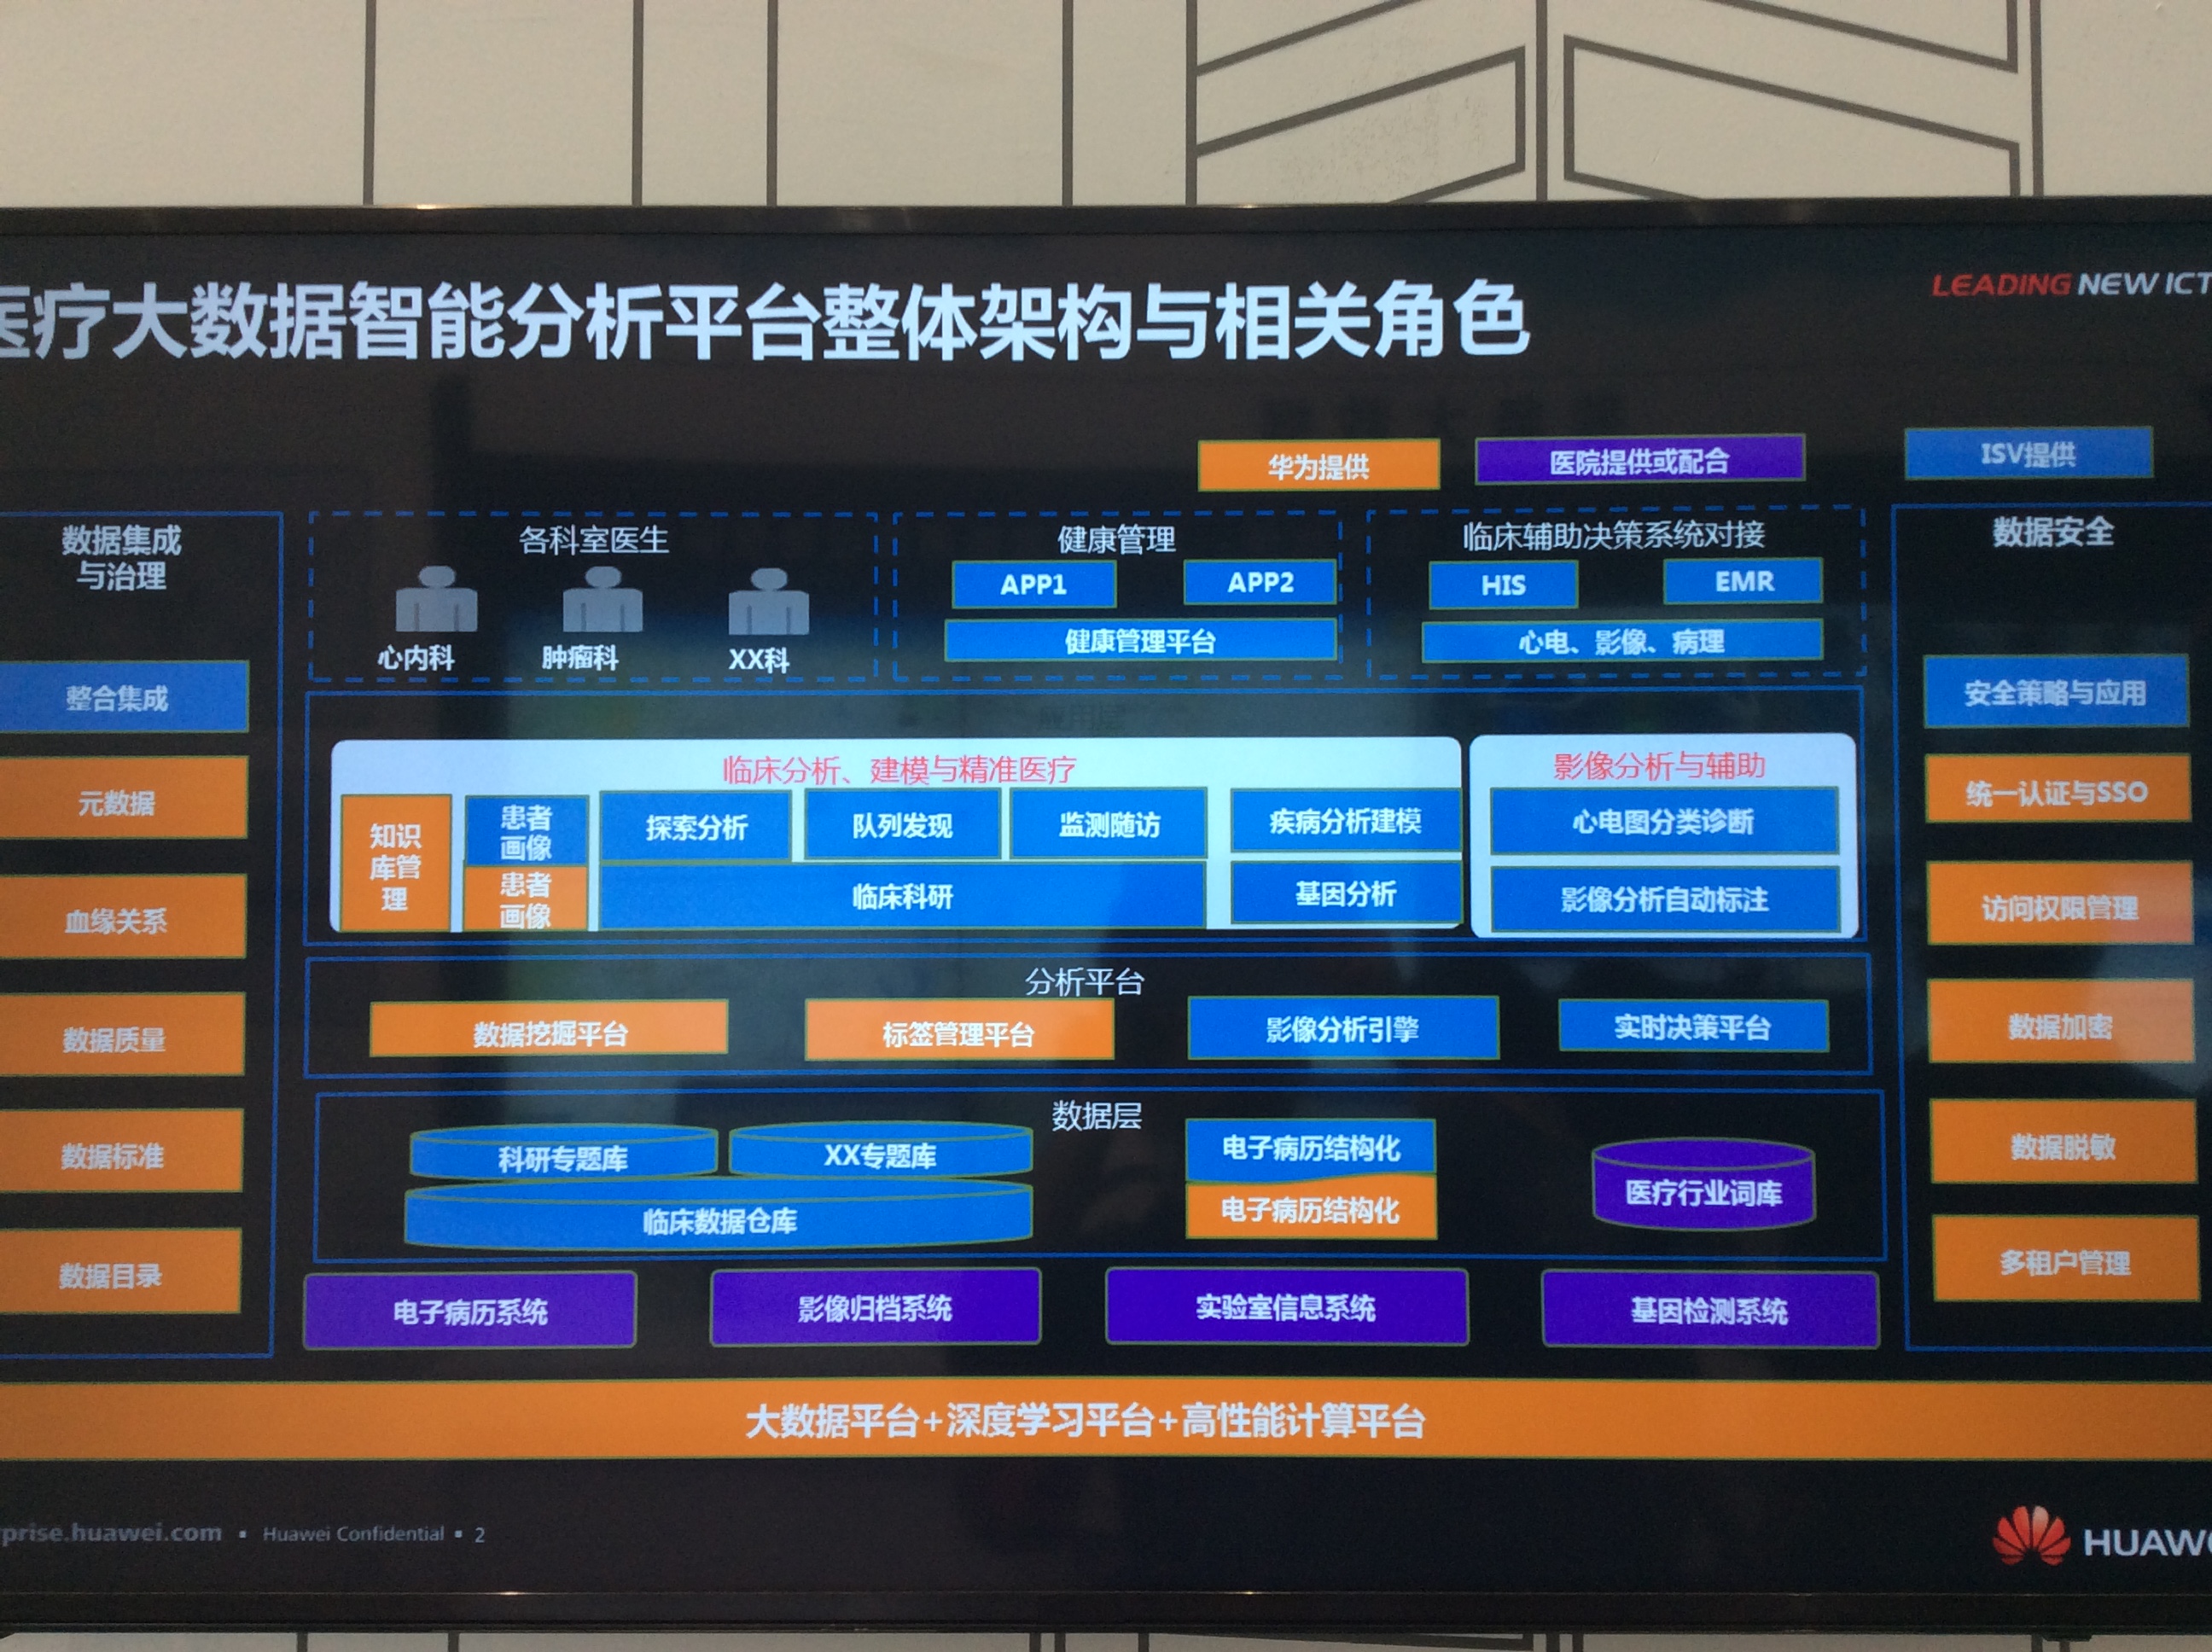 医疗大数据智能分析平台整体架构与相关角色
LEADING NEW ICT
华为提供
医院提供或配合
ISV提供
数据集成
与治理
整合集成
元数据
血缘关系
数据质量
数据标准
数据目录
各科室医生
心内科
肿瘤科
XX科
健康管理
APP1
APP2
健康管理平台
临床辅助决策系统对接
HIS
EMR
心电、影像、病理
应用层
临床分析、建模与精准医疗
知识
库管
理
患者
画像
患者
画像
探索分析
队列发现
监测随访
临床科研
疾病分析建模
基因分析
影像分析与辅助
心电图分类诊断
影像分析自动标注
分析平台
数据挖掘平台
标签管理平台
影像分析引擎
实时决策平台
数据层
科研专题库
XX专题库
临床数据仓库
电子病历结构化
电子病历结构化
医疗行业词库
电子病历系统
影像归档系统
实验室信息系统
基因检测系统
数据安全
安全策略与应用
统一认证与SSO
访问权限管理
数据加密
数据脱敏
多租户管理
大数据平台+深度学习平台+高性能计算平台
prise.huawei.com ▪ Huawei Confidential ▪ 2
HUAW